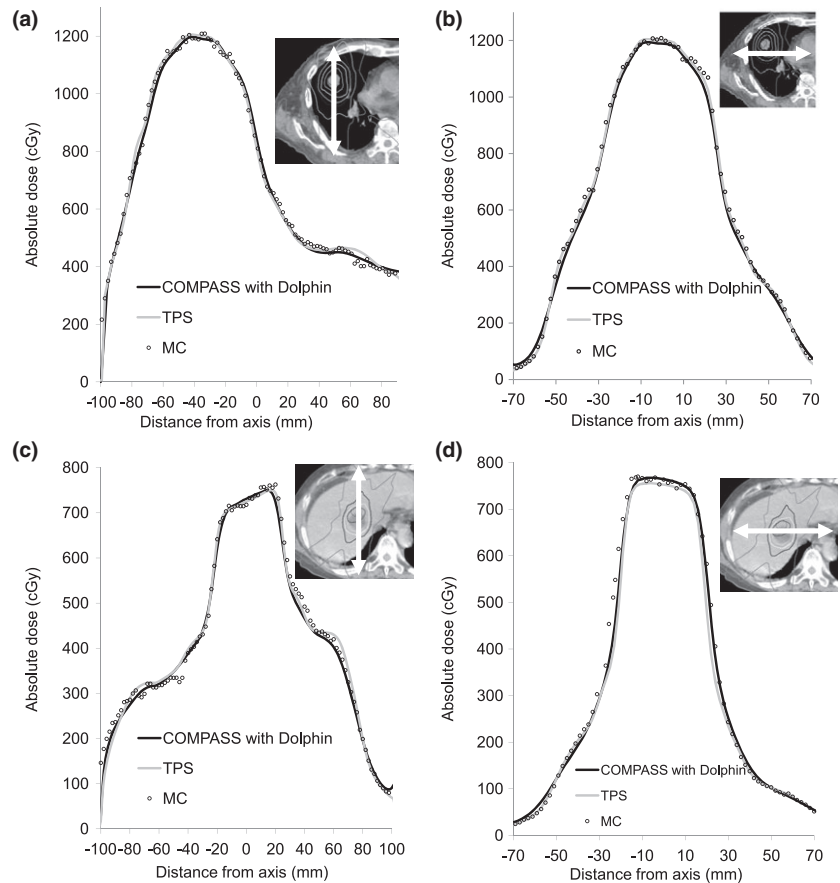 (a)
Absolute dose (cGy)
1200
1000
800
600
400
200
0
COMPASS with Dolphin
TPS
MC
-100 -80 -60 -40 -20 0 20 40 60 80
Distance from axis (mm)
(b)
Absolute dose (cGy)
1200
1000
800
600
400
200
0
COMPASS with Dolphin
TPS
MC
-70 -50 -30 -10 10 30 50 70
Distance from axis (mm)
(c)
Absolute dose (cGy)
800
700
600
500
400
300
200
100
0
COMPASS with Dolphin
TPS
MC
-100 -80 -60 -40 -20 0 20 40 60 80 100
Distance from axis (mm)
(d)
Absolute dose (cGy)
800
700
600
500
400
300
200
100
0
COMPASS with Dolphin
TPS
MC
-70 -50 -30 -10 10 30 50 70
Distance from axis (mm)